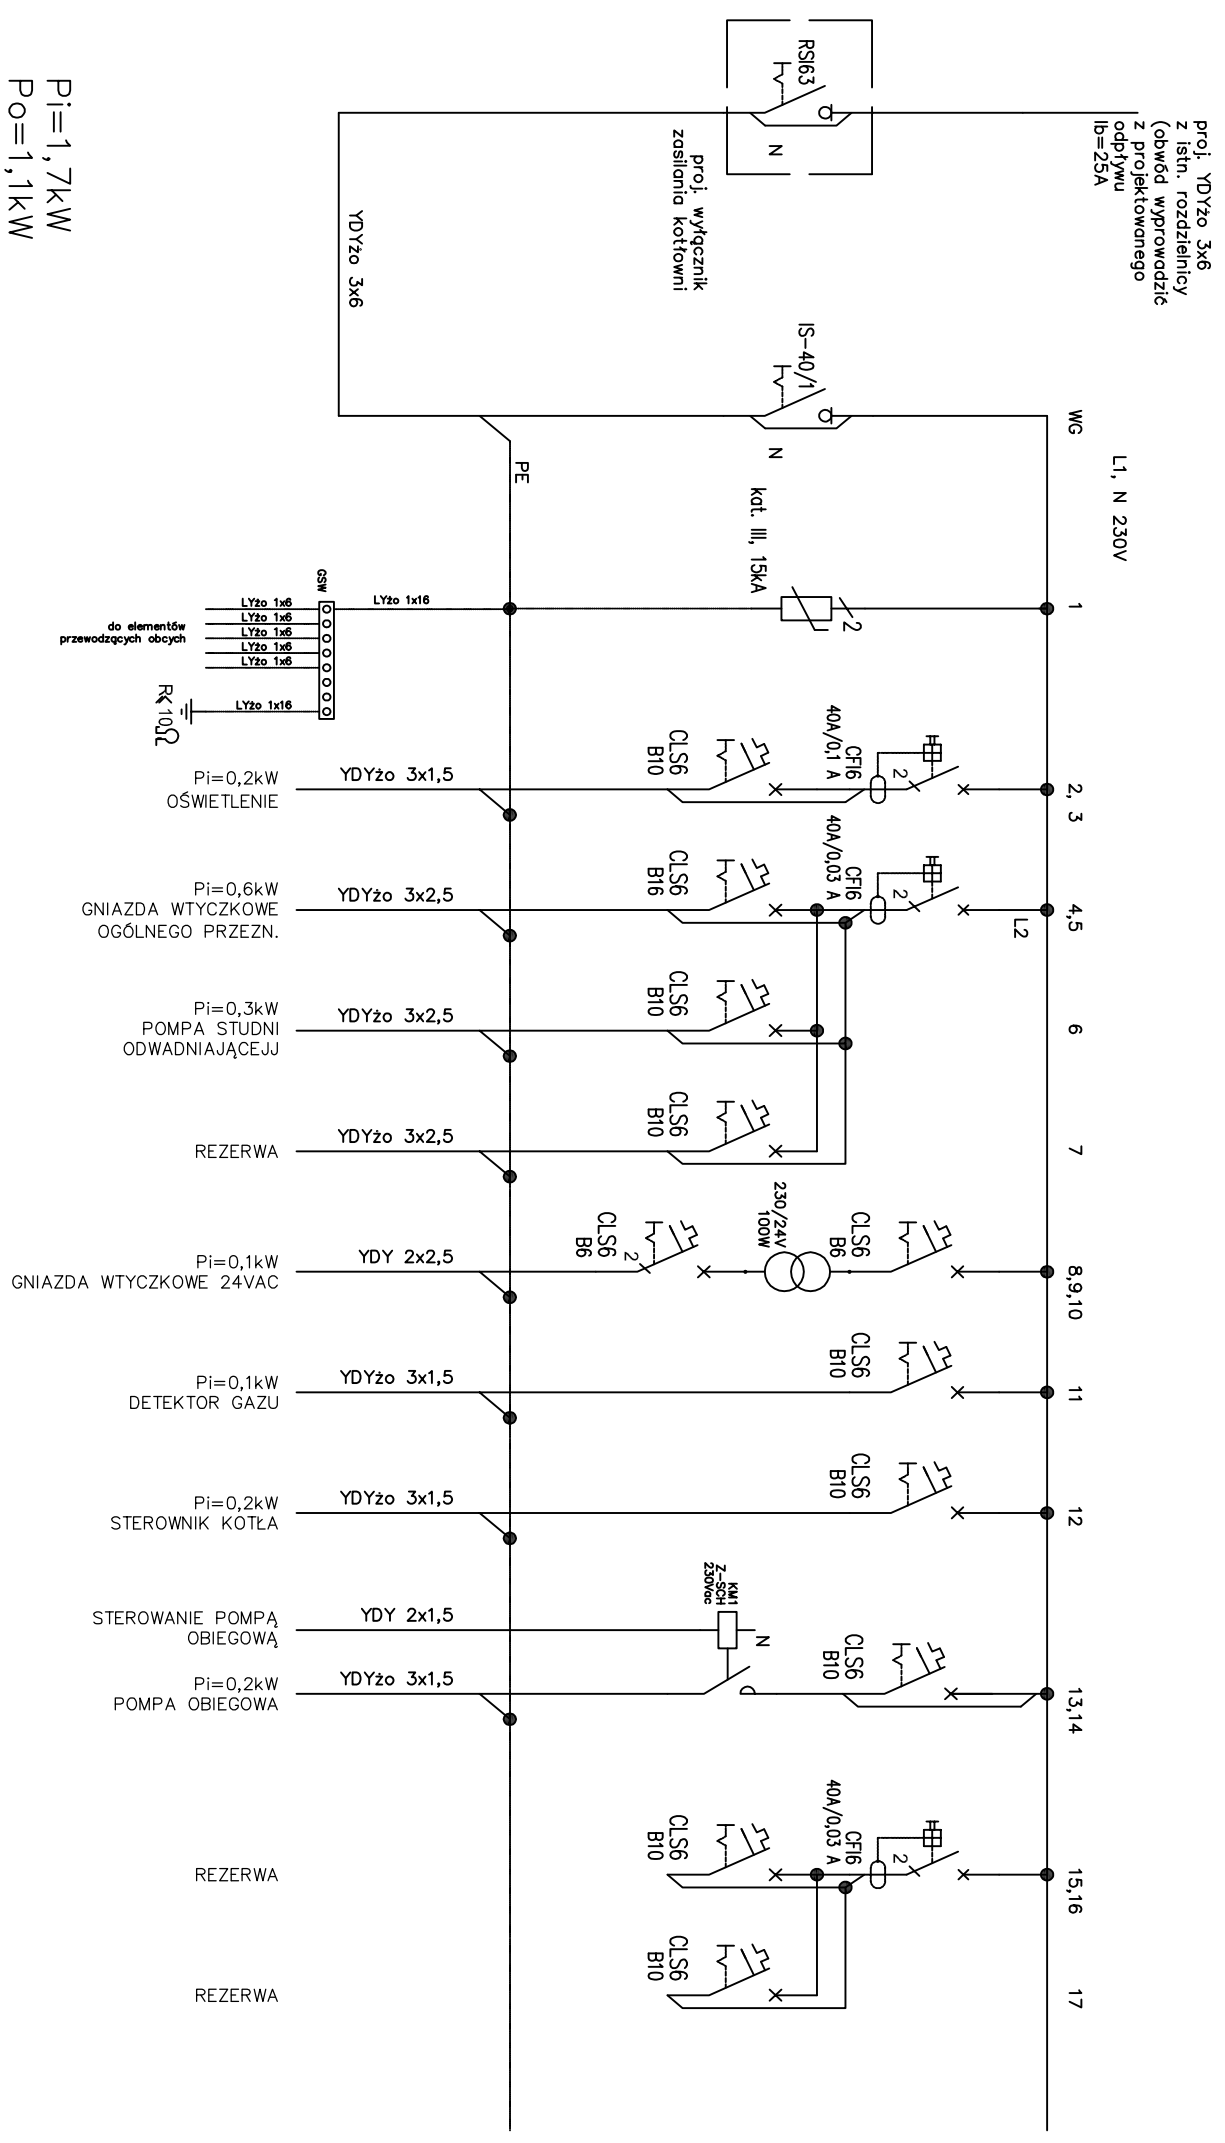 proj. YDYżo 3x6
z istn. rozdzielnicy
(obwód wyprowadzić
z projektowanego
odpływu
Ib=25A
RSI63
N
proj. wyłącznik
zasilania kotłowni
YDYżo 3x6
Pi=1,7kW
Po=1,1kW
WG
IS-40/1
N
PE
L1, N 230V
1
kat. III, 15kA
2
LYżo 1x16
GSW
LYżo 1x6
LYżo 1x6
LYżo 1x6
LYżo 1x6
LYżo 1x6
do elementów
przewodzących obcych
LYżo 1x16
R<10Ω
2, 3
CFI6
40A/0,1 A
2
CLS6
B10
YDYżo 3x1,5
Pi=0,2kW
OŚWIETLENIE
4,5
L2
CFI6
40A/0,03 A
2
CLS6
B16
YDYżo 3x2,5
Pi=0,6kW
GNIAZDA WTYCZKOWE
OGÓLNEGO PRZEZN.
6
CLS6
B10
YDYżo 3x2,5
Pi=0,3kW
POMPA STUDNI
ODWADNIAJĄCEJJ
7
CLS6
B10
YDYżo 3x2,5
REZERWA
8,9,10
CLS6
B6
230/24V
100W
CLS6
B6
2
YDY 2x2,5
Pi=0,1kW
GNIAZDA WTYCZKOWE 24VAC
11
CLS6
B10
YDYżo 3x1,5
Pi=0,1kW
DETEKTOR GAZU
12
CLS6
B10
YDYżo 3x1,5
Pi=0,2kW
STEROWNIK KOTŁA
KM1
Z-SCH
230Vac
N
YDY 2x1,5
STEROWANIE POMPĄ
OBIEGOWĄ
13,14
CLS6
B10
YDYżo 3x1,5
Pi=0,2kW
POMPA OBIEGOWA
15,16
CFI6
40A/0,03 A
2
CLS6
B10
REZERWA
17
CLS6
B10
REZERWA